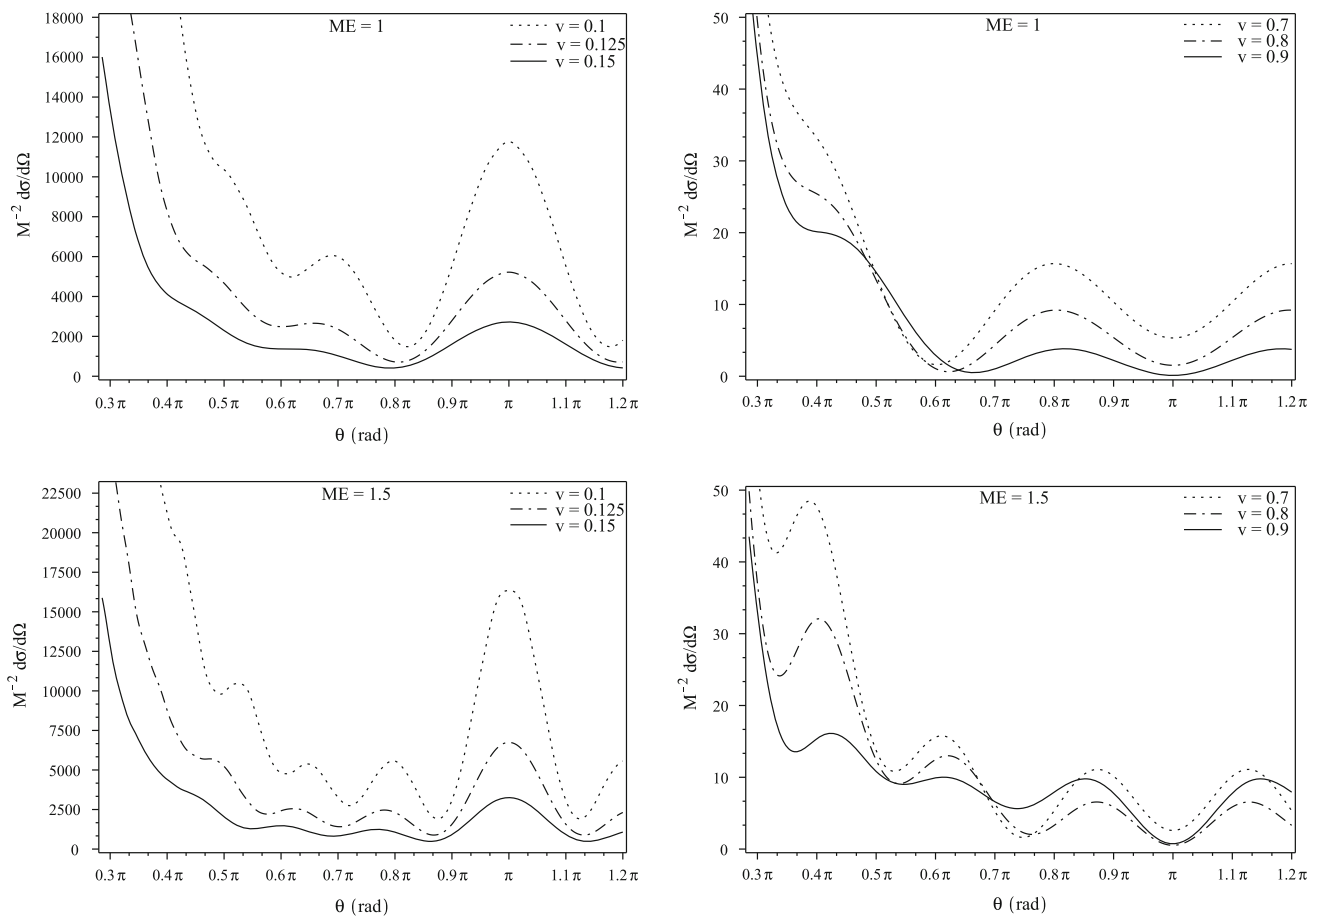 ME = 1
v = 0.1
v = 0.125
v = 0.15
18000
16000
14000
12000
10000
8000
6000
4000
2000
0
M⁻² dσ/dΩ
0.3π 0.4π 0.5π 0.6π 0.7π 0.8π 0.9π π 1.1π 1.2π
θ (rad)
ME = 1
v = 0.7
v = 0.8
v = 0.9
50
40
30
20
10
0
M⁻² dσ/dΩ
0.3π 0.4π 0.5π 0.6π 0.7π 0.8π 0.9π π 1.1π 1.2π
θ (rad)
ME = 1.5
v = 0.1
v = 0.125
v = 0.15
22500
20000
17500
15000
12500
10000
7500
5000
2500
0
M⁻² dσ/dΩ
0.3π 0.4π 0.5π 0.6π 0.7π 0.8π 0.9π π 1.1π 1.2π
θ (rad)
ME = 1.5
v = 0.7
v = 0.8
v = 0.9
50
40
30
20
10
0
M⁻² dσ/dΩ
0.3π 0.4π 0.5π 0.6π 0.7π 0.8π 0.9π π 1.1π 1.2π
θ (rad)